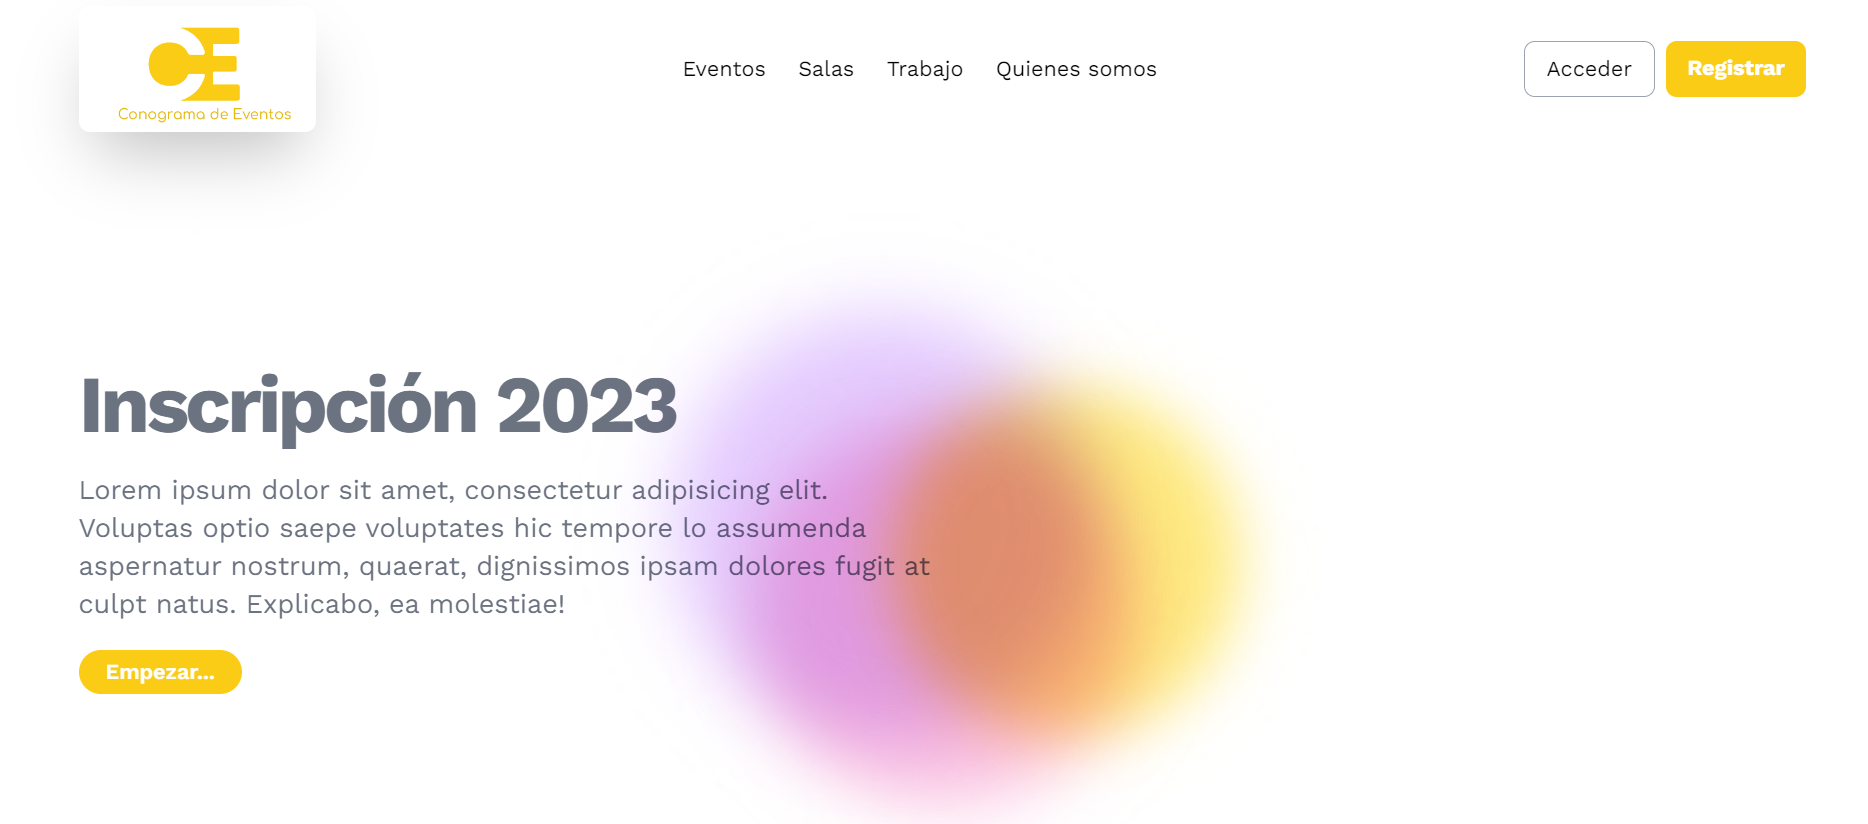 CE
Conograma de Eventos
Eventos Salas Trabajo Quienes somos
Acceder Registrar
Inscripción 2023
Lorem ipsum dolor sit amet, consectetur adipisicing elit.
Voluptas optio saepe voluptates hic tempore lo assumenda
aspernatur nostrum, quaerat, dignissimos ipsam dolores fugit at
culpt natus. Explicabo, ea molestiae!
Empezar...